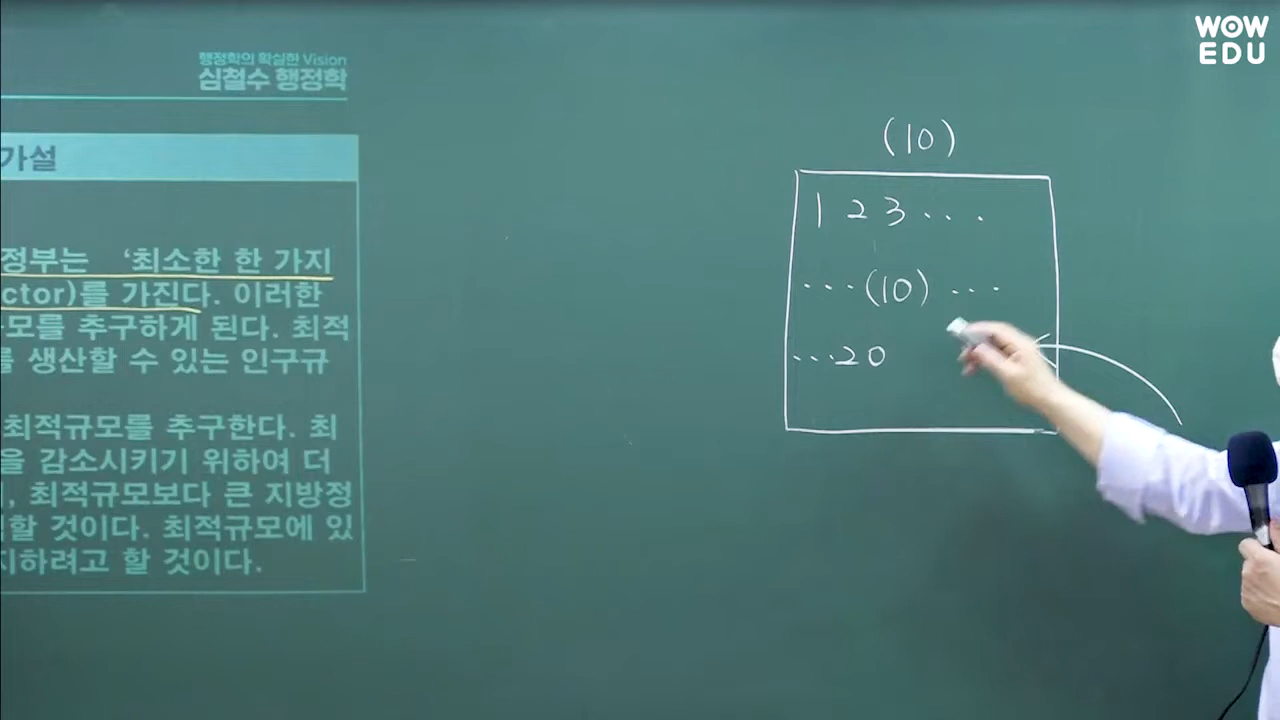 행정학의 확실한 Vision
심철수 행정학
WOW
EDU
가설
정부는 '최소한 한 가지
ctor)를 가진다. 이러한
모를 추구하게 된다. 최적
를 생산할 수 있는 인구규
최적규모를 추구한다. 최
을 감소시키기 위하여 더
, 최적규모보다 큰 지방정
할 것이다. 최적규모에 있
지하려고 할 것이다.
(10)
1 2 3 ...
...(10)...
...20